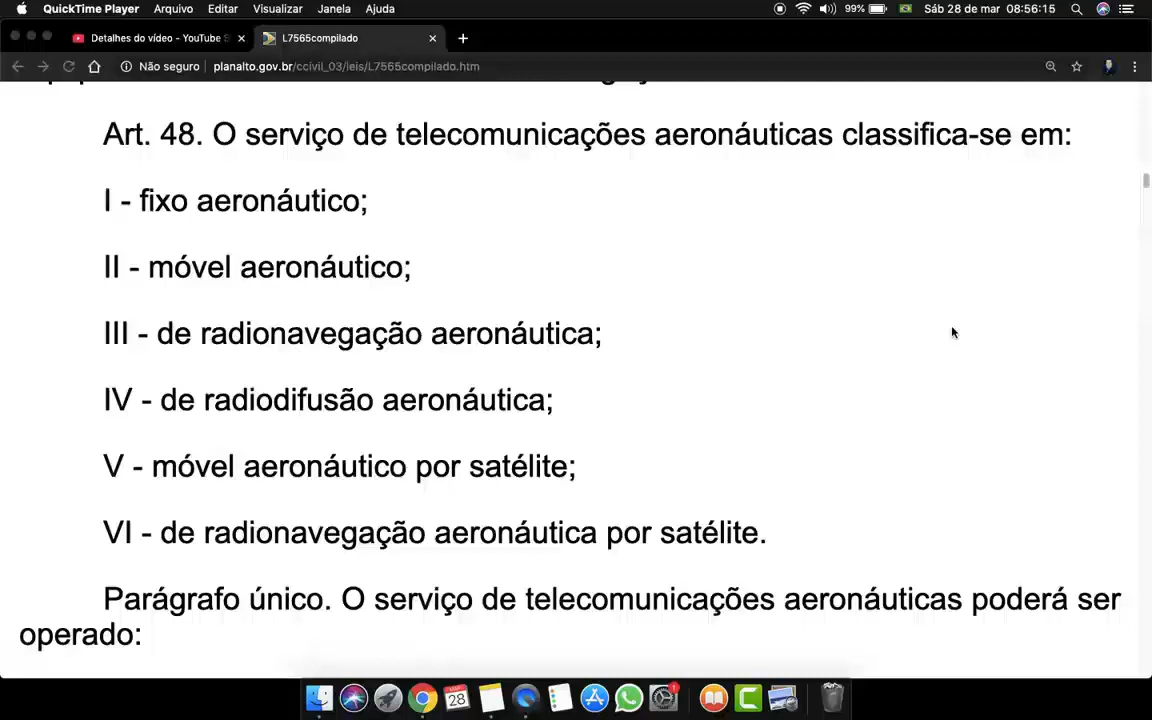 QuickTime Player Arquivo Editar Visualizar Janela Ajuda 99% Sáb 28 de mar 08:56:15
Detalhes do vídeo - YouTube L7565compilado
Não seguro planalto.gov.br/ccivil_03/leis/L7565compilado.htm
Art. 48. O serviço de telecomunicações aeronáuticas classifica-se em:
I - fixo aeronáutico;
II - móvel aeronáutico;
III - de radionavegação aeronáutica;
IV - de radiodifusão aeronáutica;
V - móvel aeronáutico por satélite;
VI - de radionavegação aeronáutica por satélite.
Parágrafo único. O serviço de telecomunicações aeronáuticas poderá ser
operado:
28
1